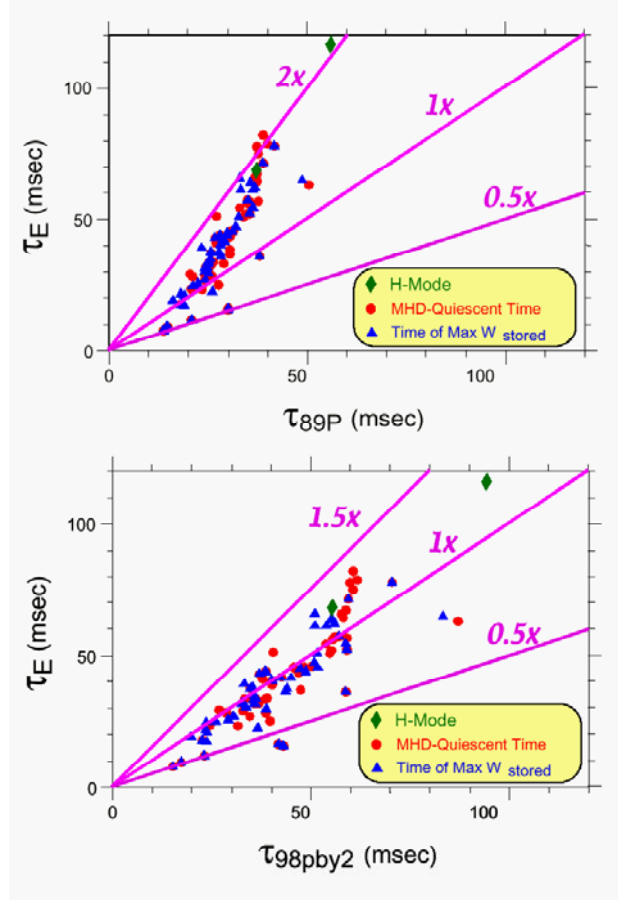 2x
1x
100
0.5x
τE (msec)
50
H-Mode
MHD-Quiescent Time
Time of Max W stored
0
0 50 100
τ89P (msec)
1.5x
1x
100
0.5x
τE (msec)
50
H-Mode
MHD-Quiescent Time
Time of Max W stored
0
0 50 100
τ98pby2 (msec)